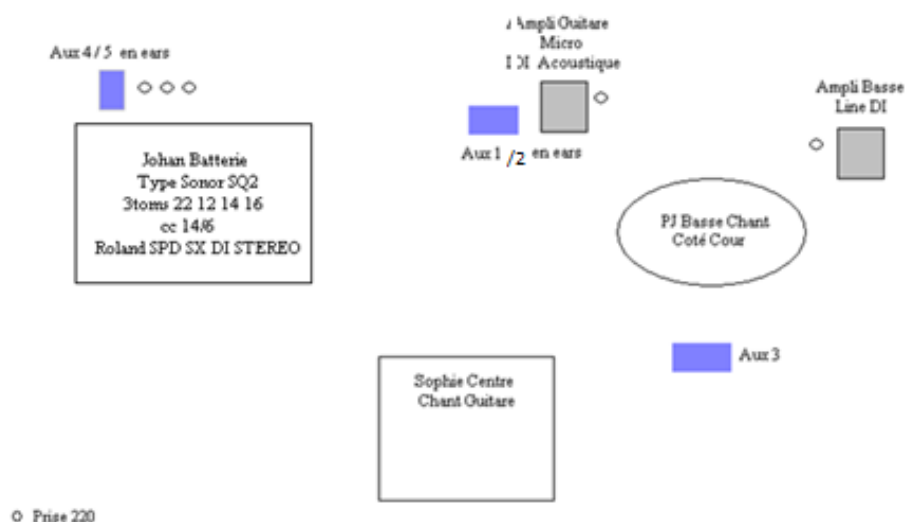 Aux 4 / 5 en ears
Ampli Guitare
Micro
DI Acoustique
Ampli Basse
Line DI
Johan Batterie
Type Sonor SQ2
3toms 22 12 14 16
cc 14/6
Roland SPD SX DI STEREO
Aux 1 /2 en ears
PJ Basse Chant
Coté Cour
Aux 3
Sophie Centre
Chant Guitare
Prise 220